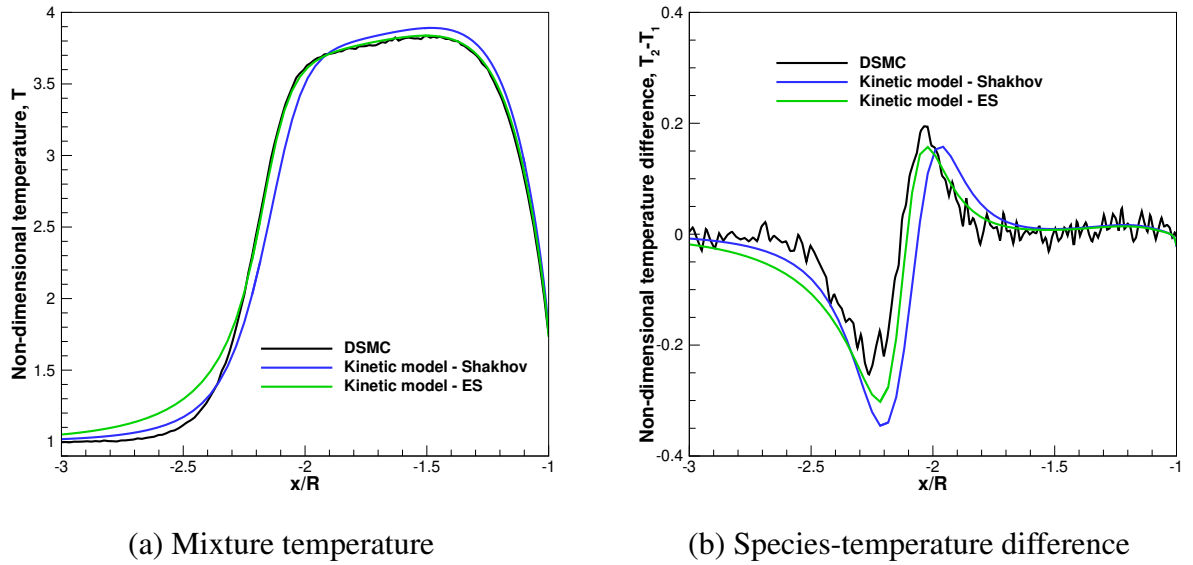 Non-dimensional temperature, T
4
3.5
3
2.5
2
1.5
1
DSMC
Kinetic model - Shakhov
Kinetic model - ES
-3
-2.5
-2
-1.5
-1
x/R
(a) Mixture temperature
Non-dimensional temperature difference, T2-T1
0.4
0.2
0
-0.2
-0.4
DSMC
Kinetic model - Shakhov
Kinetic model - ES
-3
-2.5
-2
-1.5
-1
x/R
(b) Species-temperature difference